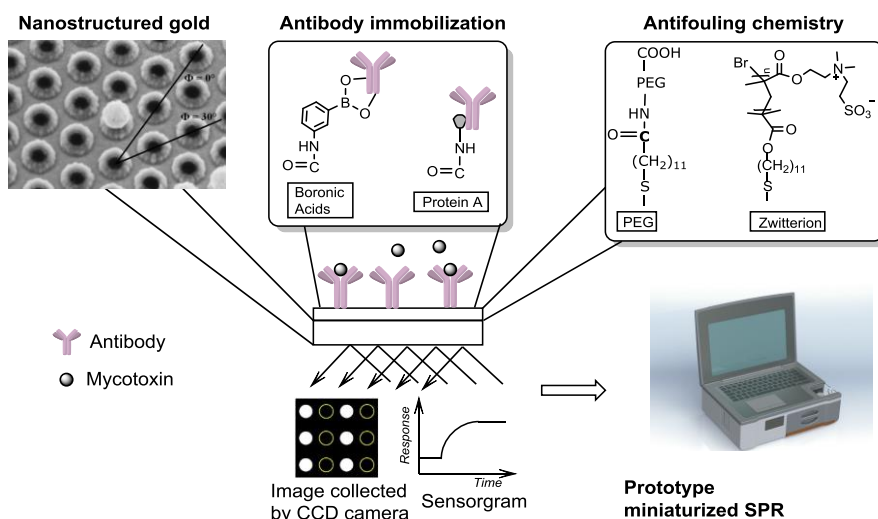 Nanostructured gold
Antibody immobilization
Antifouling chemistry
Φ = 0°
Φ = 30°
O
B
O
HN
O
C
Boronic
Acids
NH
O
C
Protein A
COOH
PEG
HN
O
C
(CH2)11
S
PEG
Br
O
O
N
+
SO3
−
O
O
(CH2)11
S
Zwitterion
Antibody
Mycotoxin
Response
Time
Image collected
by CCD camera
Sensorgram
Prototype
miniaturized SPR